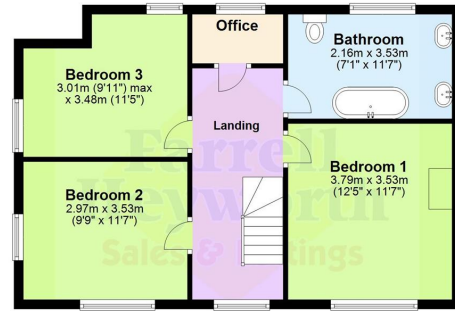 Office
Bathroom
2.16m x 3.53m
(7'1" x 11'7")
Bedroom 3
3.01m (9'11") max
x 3.48m (11'5")
Landing
Bedroom 1
3.79m x 3.53m
(12'5" x 11'7")
Bedroom 2
2.97m x 3.53m
(9'9" x 11'7")
Farrell
Heyworth
Sales & Lettings